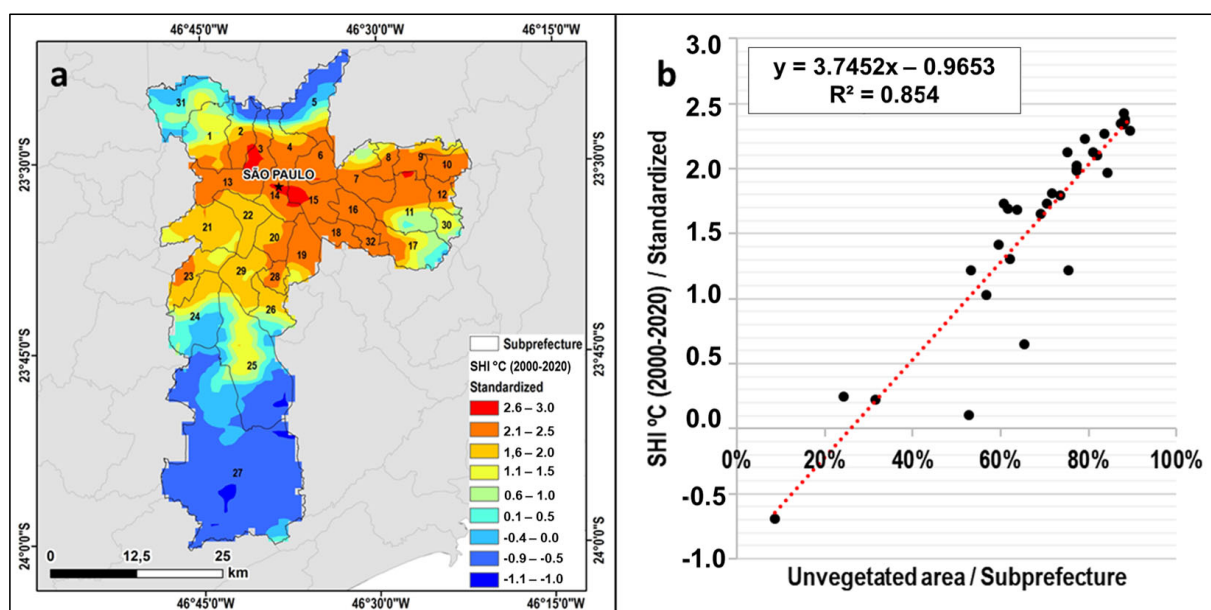 46°45'0"W 46°30'0"W 46°15'0"W
a
23°30'0"S
23°45'0"S
24°0'0"S
31
5
1
2
3
4
6
8
9
10
SÃO PAULO
7
13
14
15
12
16
11
22
30
21
20
18
32
17
19
23
29
28
24
26
25
27
Subprefecture
SHI ºC (2000-2020)
Standardized
2.6 – 3.0
2.1 – 2.5
1.6 – 2.0
1.1 – 1.5
0.6 – 1.0
0.1 – 0.5
-0.4 – 0.0
-0.9 – -0.5
-1.1 – -1.0
0 12,5 25
km
46°45'0"W 46°30'0"W 46°15'0"W
23°30'0"S
23°45'0"S
24°0'0"S
b
y = 3.7452x – 0.9653
R² = 0.854
SHI ºC (2000-2020) / Standardized
3.0
2.5
2.0
1.5
1.0
0.5
0.0
-0.5
-1.0
0% 20% 40% 60% 80% 100%
Unvegetated area / Subprefecture